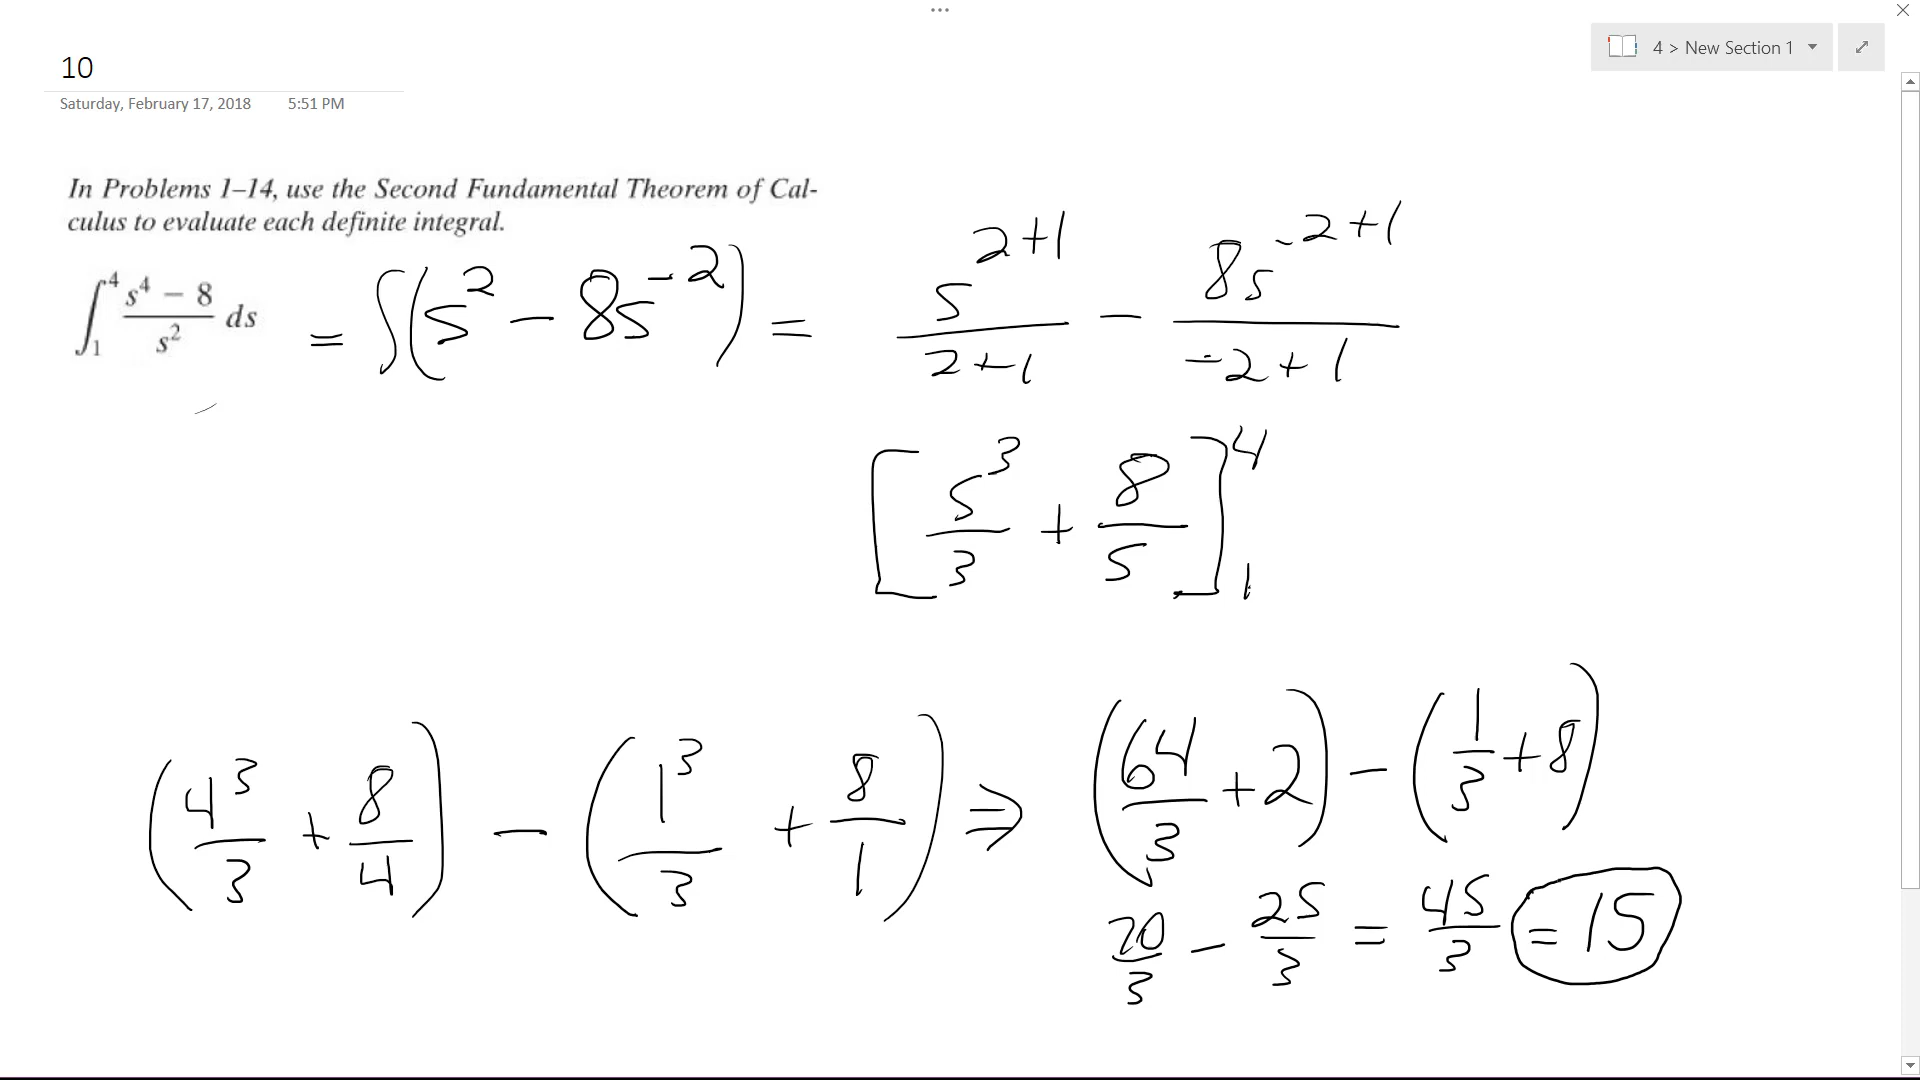 10
4 > New Section 1
Saturday, February 17, 2018 5:51 PM
In Problems 1–14, use the Second Fundamental Theorem of Cal-
culus to evaluate each definite integral.
∫₁⁴ (s⁴ − 8)/s² ds = ∫(s² − 8s⁻²) = s²⁺¹/(2+1) − 8s⁻²⁺¹/(−2+1)
[s³/3 + 8/s]₁⁴
(4³/3 + 8/4) − (1³/3 + 8/1) ⇒ (64/3 + 2) − (1/3 + 8)
70/3 − 25/3 = 45/3 = 15